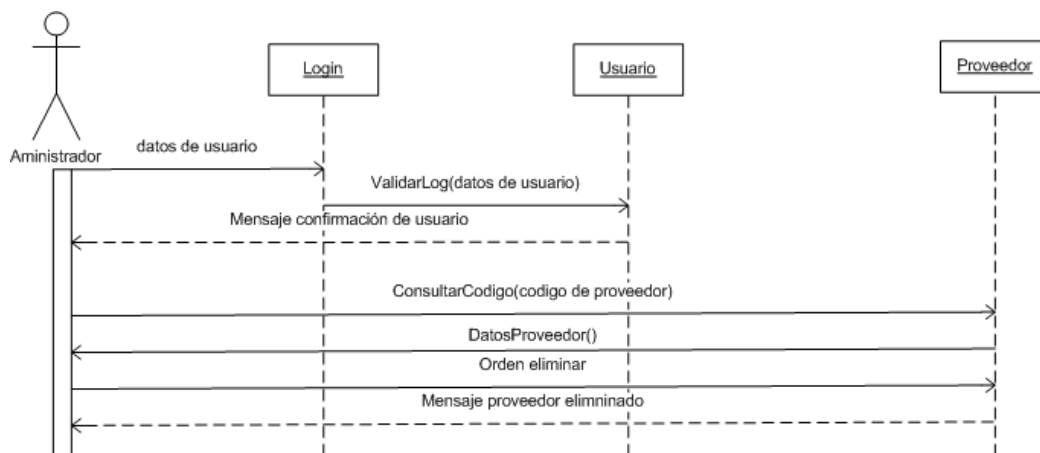 Login
Usuario
Proveedor
Aministrador
datos de usuario
ValidarLog(datos de usuario)
Mensaje confirmación de usuario
ConsultarCodigo(codigo de proveedor)
DatosProveedor()
Orden eliminar
Mensaje proveedor elimninado